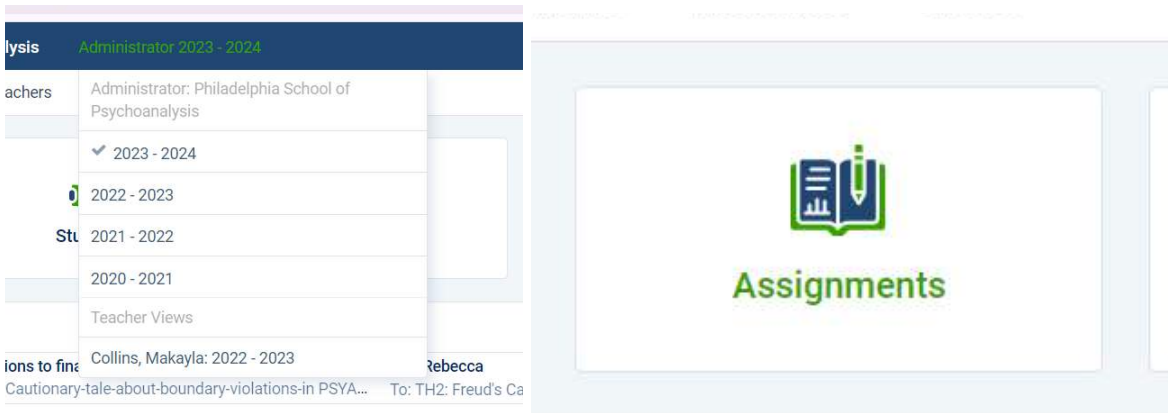 lysis Administrator 2023 - 2024
achers
Administrator: Philadelphia School of
Psychoanalysis
2023 - 2024
2022 - 2023
Stu
2021 - 2022
2020 - 2021
Teacher Views
Collins, Makayla: 2022 - 2023
ions to fina
Rebecca
Cautionary-tale-about-boundary-violations-in PSYA... To: TH2: Freud's Ca
Assignments